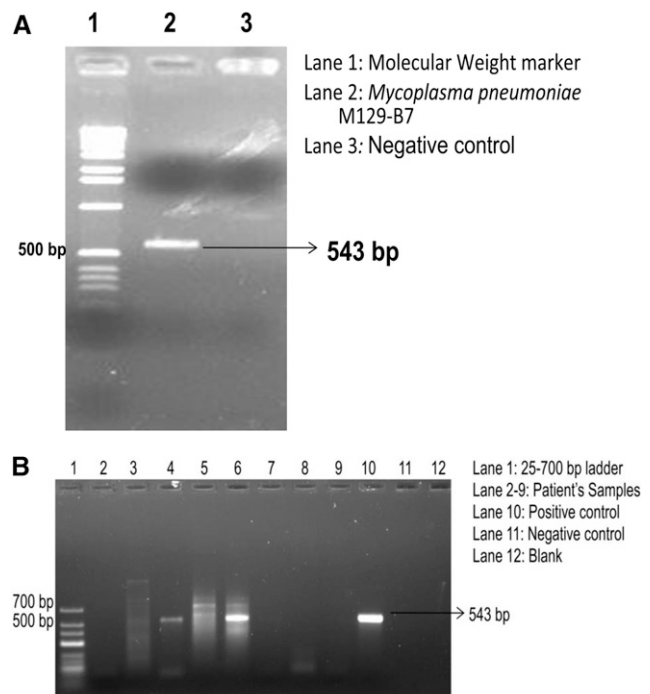 A
1 2 3
Lane 1: Molecular Weight marker
Lane 2: Mycoplasma pneumoniae
M129-B7
Lane 3: Negative control
500 bp
543 bp
B
1 2 3 4 5 6 7 8 9 10 11 12
Lane 1: 25-700 bp ladder
Lane 2-9: Patient's Samples
Lane 10: Positive control
Lane 11: Negative control
Lane 12: Blank
700 bp
500 bp
543 bp